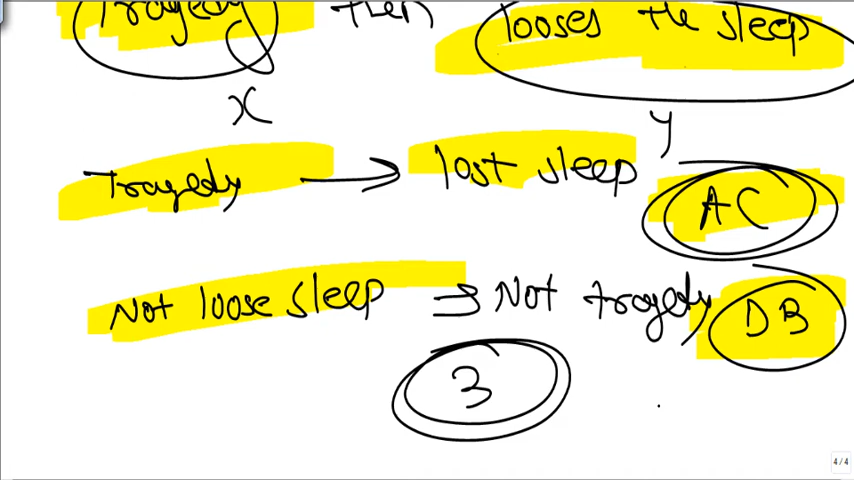 Tragedy then looses the sleep
x y
Tragedy → lost sleep AC
Not loose sleep ⇒ Not tragedy DB
3
4/4